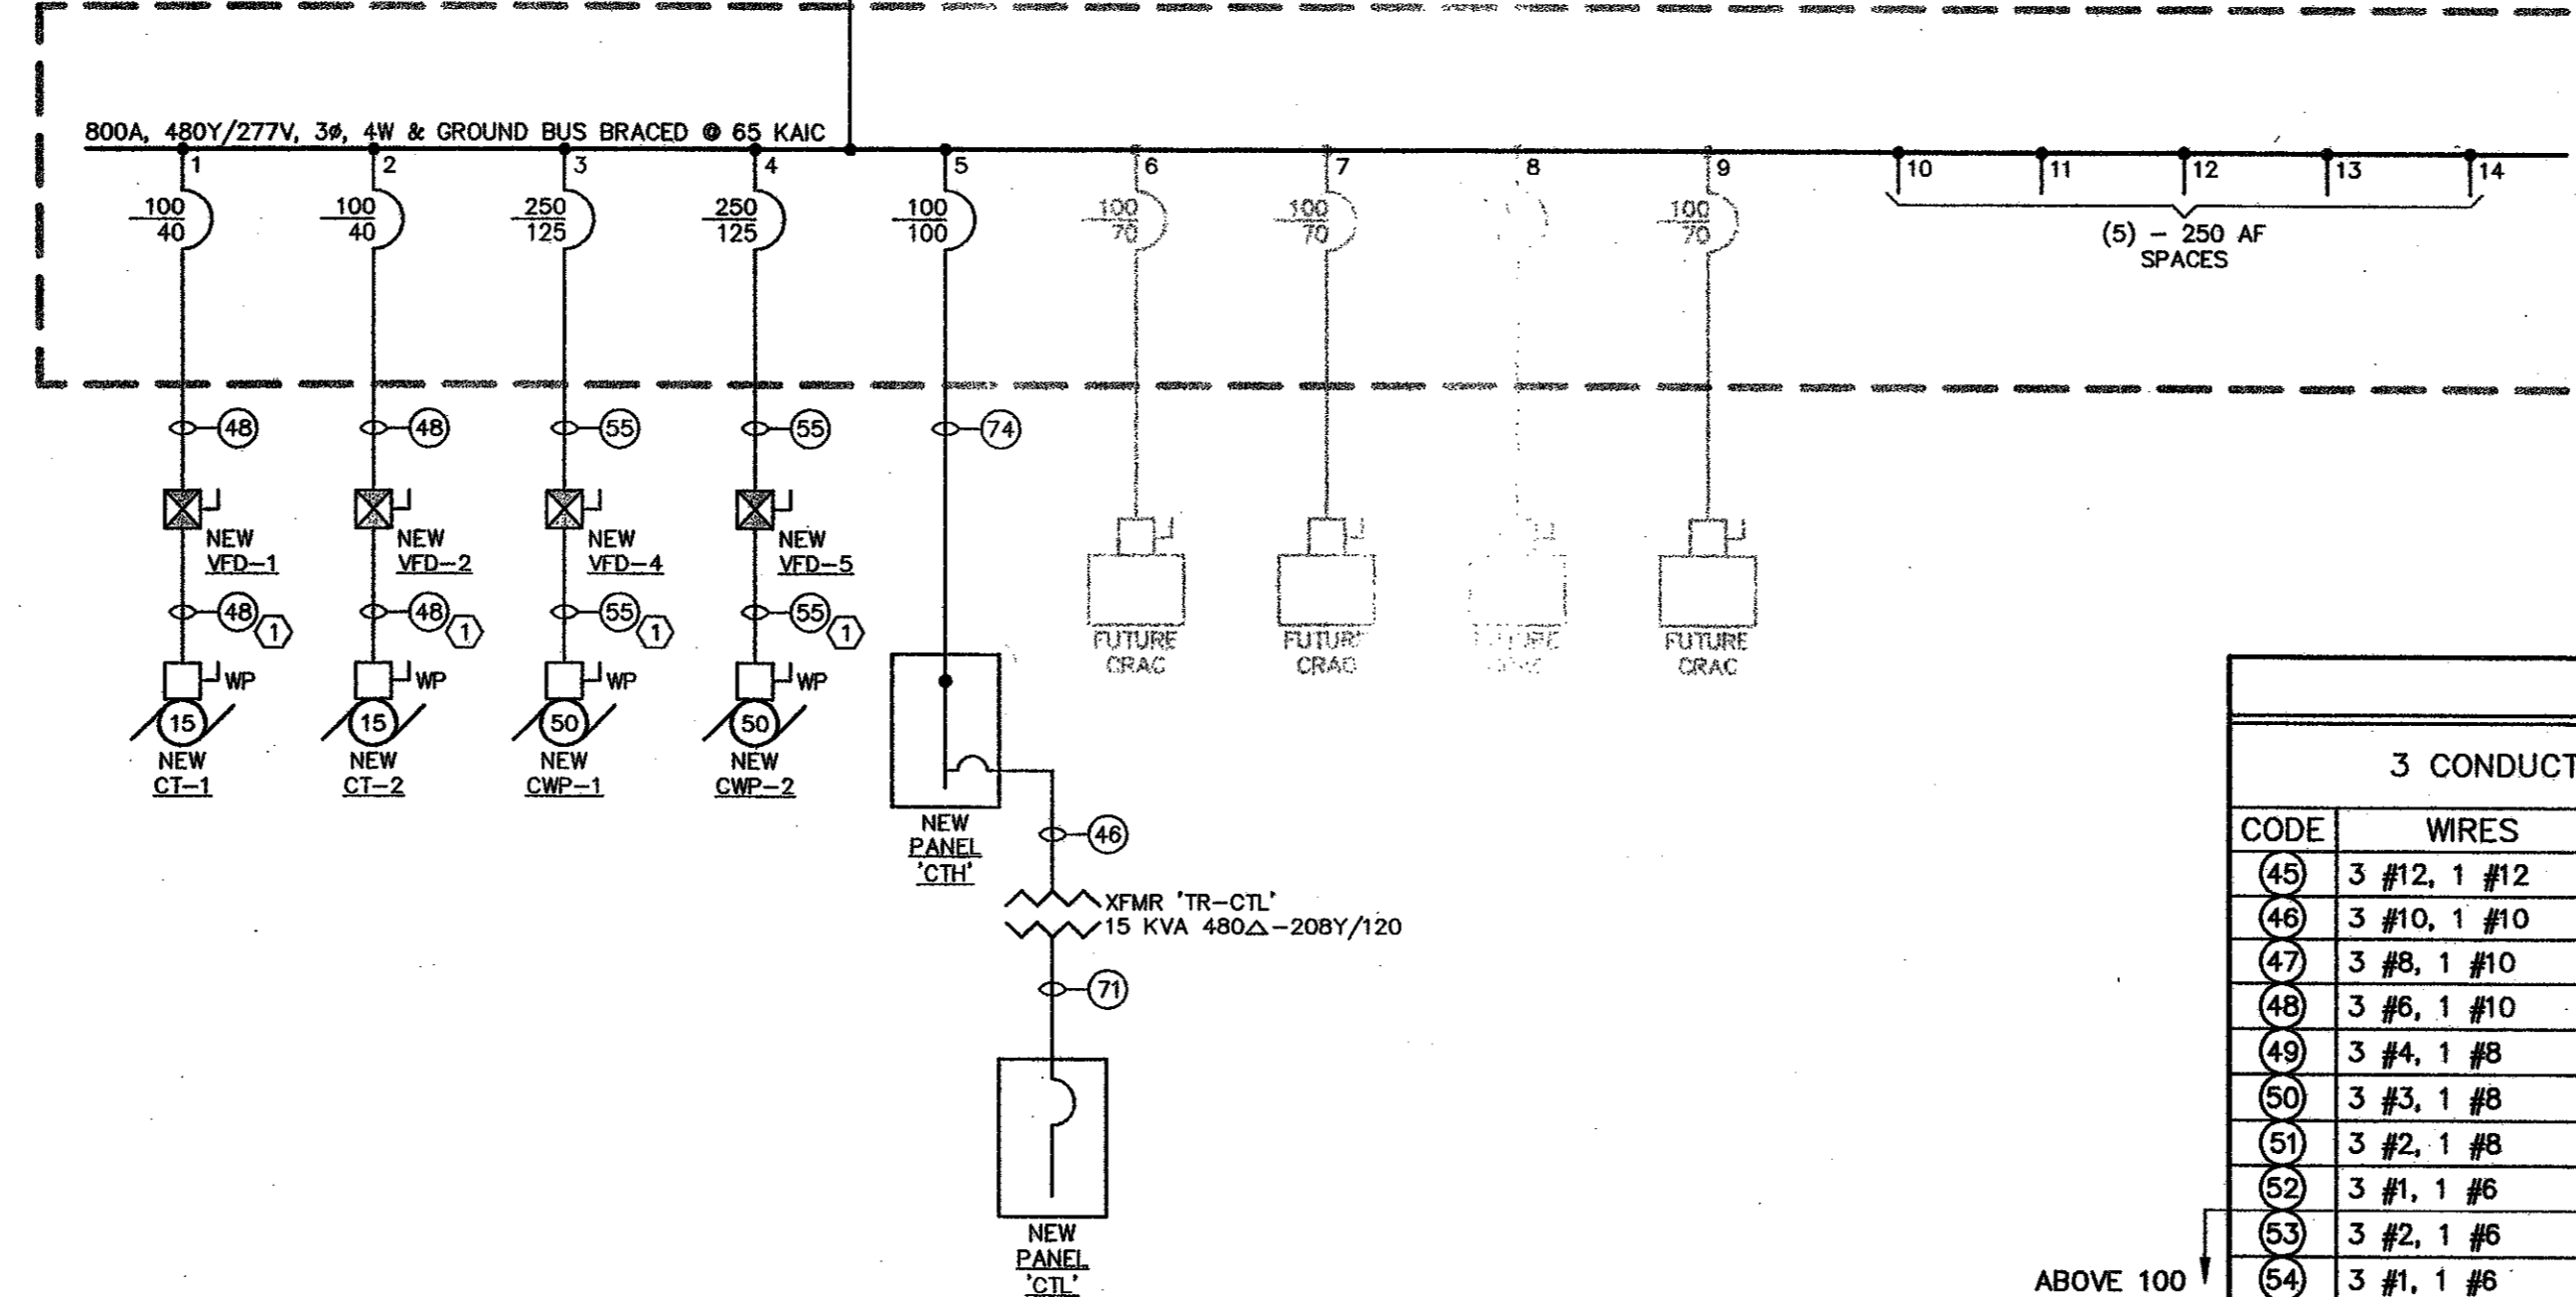 800A, 480Y/277V, 3ø, 4W & GROUND BUS BRACED @ 65 KAIC
1 2 3 4 5 6 7 8 9 10 11 12 13 14
100/40 100/40 250/125 250/125 100/100 100/70 100/70 100/70
(5) – 250 AF
SPACES
48 48 55 55 74
NEW
VFD–1
NEW
VFD–2
NEW
VFD–4
NEW
VFD–5
48 1 48 1 55 1 55 1
WP WP WP WP
15 15 50 50
NEW
CT–1
NEW
CT–2
NEW
CWP–1
NEW
CWP–2
FUTURE
CRAC
FUTURE
CRAC
FUTURE
FUTURE
CRAC
NEW
PANEL
'CTH'
46
XFMR 'TR–CTL'
15 KVA 480△–208Y/120
71
NEW
PANEL
'CTL'
3 CONDUCT
CODE WIRES
45 3 #12, 1 #12
46 3 #10, 1 #10
47 3 #8, 1 #10
48 3 #6, 1 #10
49 3 #4, 1 #8
50 3 #3, 1 #8
51 3 #2, 1 #8
52 3 #1, 1 #6
53 3 #2, 1 #6
54 3 #1, 1 #6
ABOVE 100